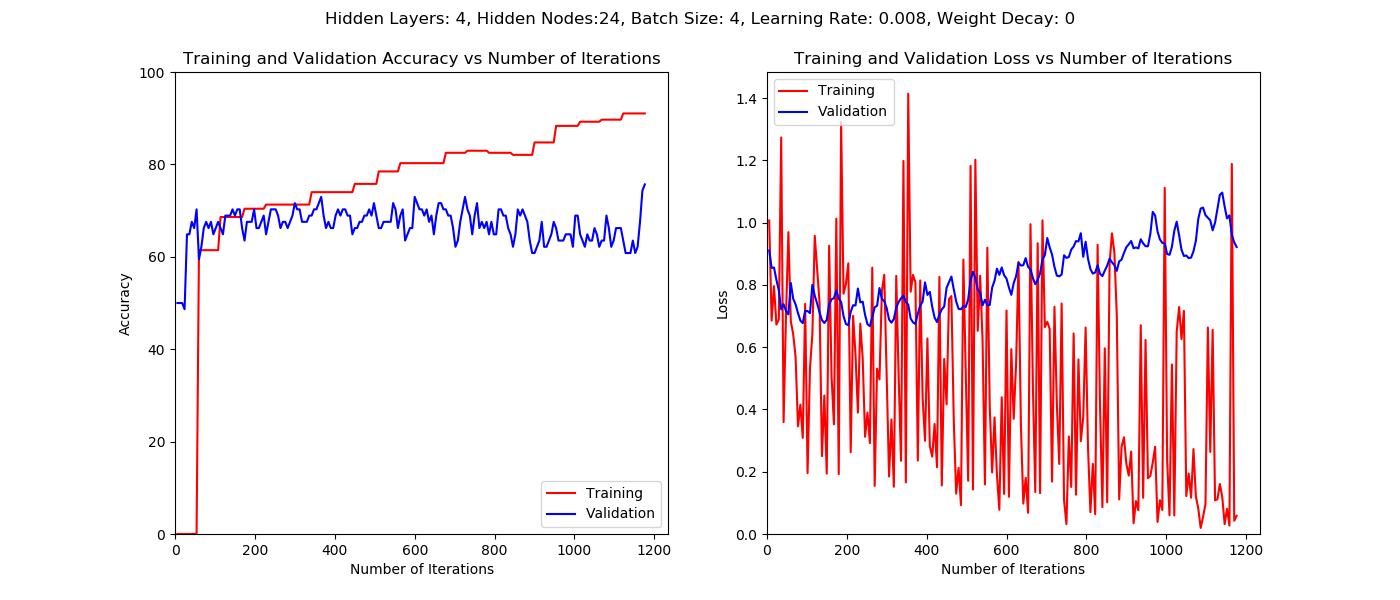 Hidden Layers: 4, Hidden Nodes:24, Batch Size: 4, Learning Rate: 0.008, Weight Decay: 0
Training and Validation Accuracy vs Number of Iterations
100
80
60
40
20
0
Accuracy
0 200 400 600 800 1000 1200
Number of Iterations
Training
Validation
Training and Validation Loss vs Number of Iterations
1.4
1.2
1.0
0.8
0.6
0.4
0.2
0.0
Loss
0 200 400 600 800 1000 1200
Number of Iterations
Training
Validation